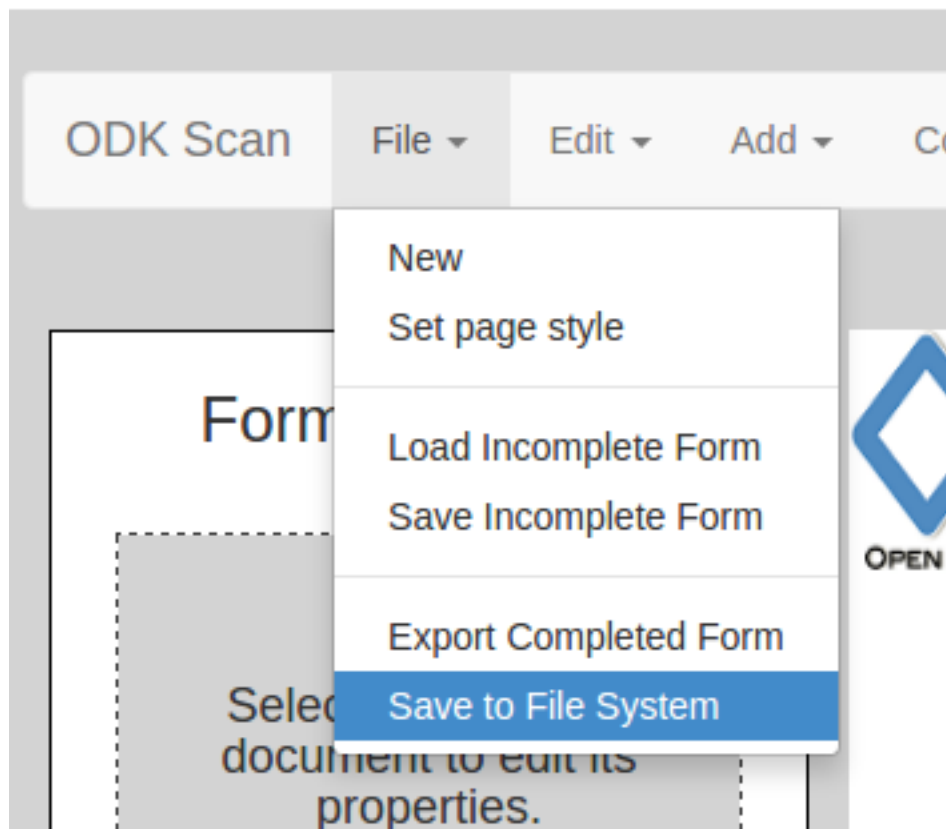 ODK Scan File Edit Add
New
Set page style
Form
Load Incomplete Form
Save Incomplete Form
OPEN
Export Completed Form
Save to File System
document to edit its
properties.